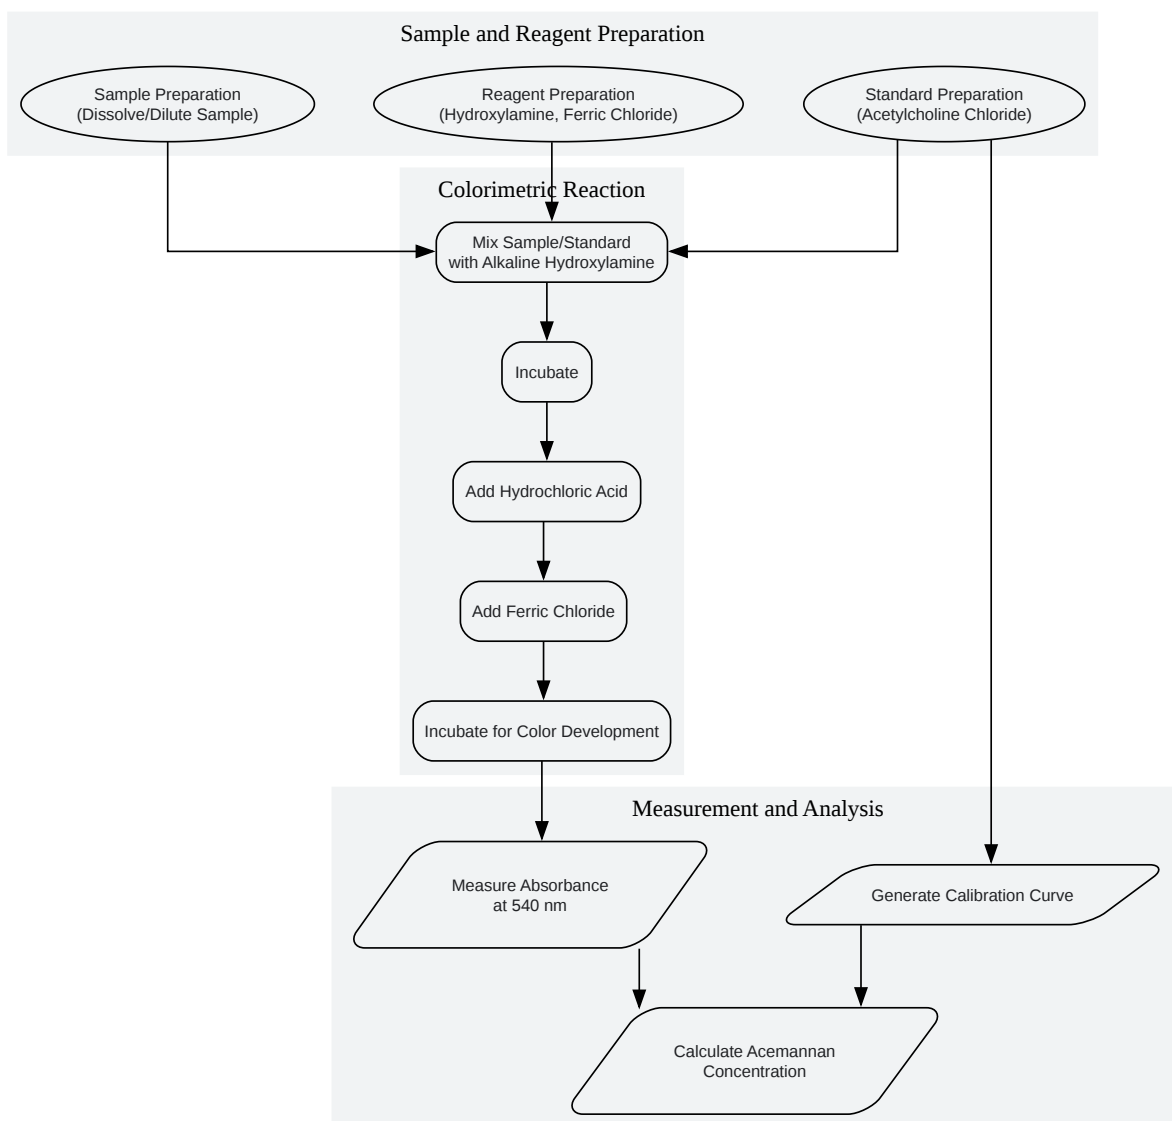 Sample and Reagent Preparation
Sample Preparation
(Dissolve/Dilute Sample)
Reagent Preparation
(Hydroxylamine, Ferric Chloride)
Standard Preparation
(Acetylcholine Chloride)
Colorimetric Reaction
Mix Sample/Standard
with Alkaline Hydroxylamine
Incubate
Add Hydrochloric Acid
Add Ferric Chloride
Incubate for Color Development
Measurement and Analysis
Measure Absorbance
at 540 nm
Generate Calibration Curve
Calculate Acemannan
Concentration